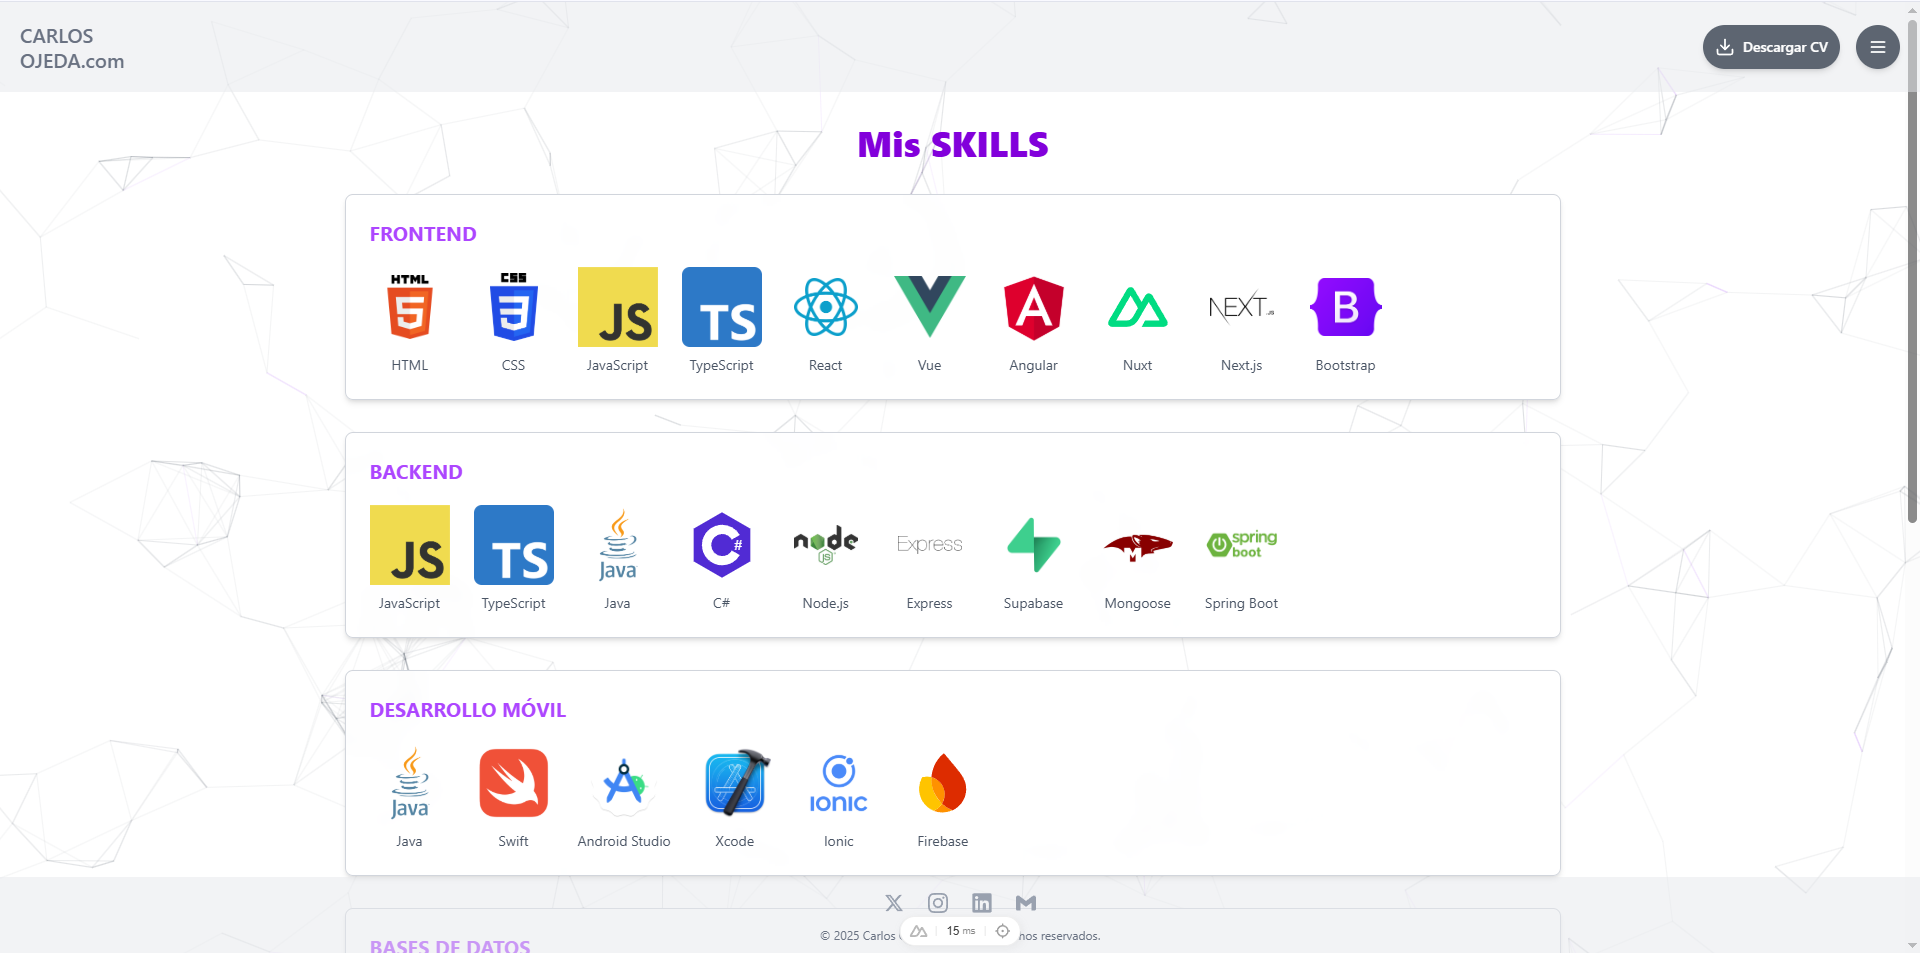 CARLOS
OJEDA.com
Descargar CV
Mis SKILLS
FRONTEND
HTML
5
CSS
3
JS
TS
A
NEXT.JS
B
HTML
CSS
JavaScript
TypeScript
React
Vue
Angular
Nuxt
Next.js
Bootstrap
BACKEND
JS
TS
Java
C#
node
JS
Express
M
spring
boot
JavaScript
TypeScript
Java
C#
Node.js
Express
Supabase
Mongoose
Spring Boot
DESARROLLO MÓVIL
Java
IONIC
Java
Swift
Android Studio
Xcode
Ionic
Firebase
© 2025 Carlos
15 ms
reservados.
BASES DE DATOS